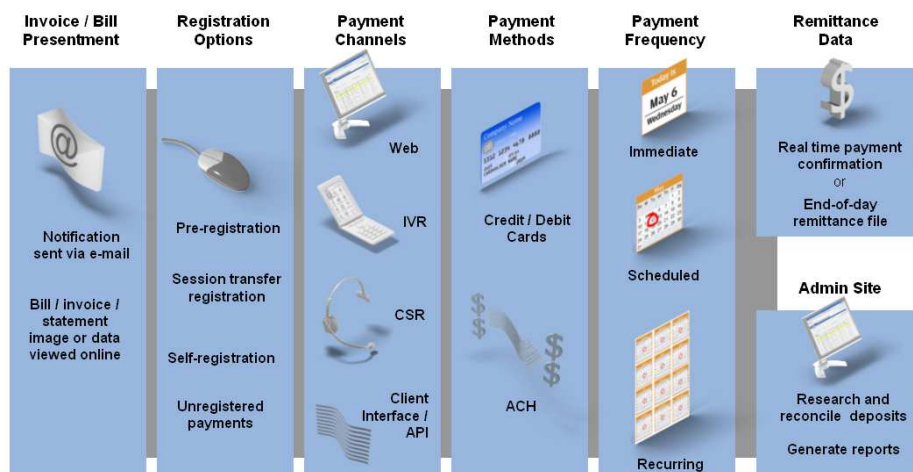 Invoice / Bill
Presentment
Notification
sent via e-mail
Bill / invoice /
statement
image or data
viewed online
Registration
Options
Pre-registration
Session transfer
registration
Self-registration
Unregistered
payments
Payment
Channels
Web
IVR
CSR
Client
Interface /
API
Payment
Methods
Company Name
Credit / Debit
Cards
ACH
Payment
Frequency
Today is
May 6
Wednesday
Immediate
Scheduled
Recurring
Remittance
Data
Real time payment
confirmation
or
End-of-day
remittance file
Admin Site
Research and
reconcile deposits
Generate reports